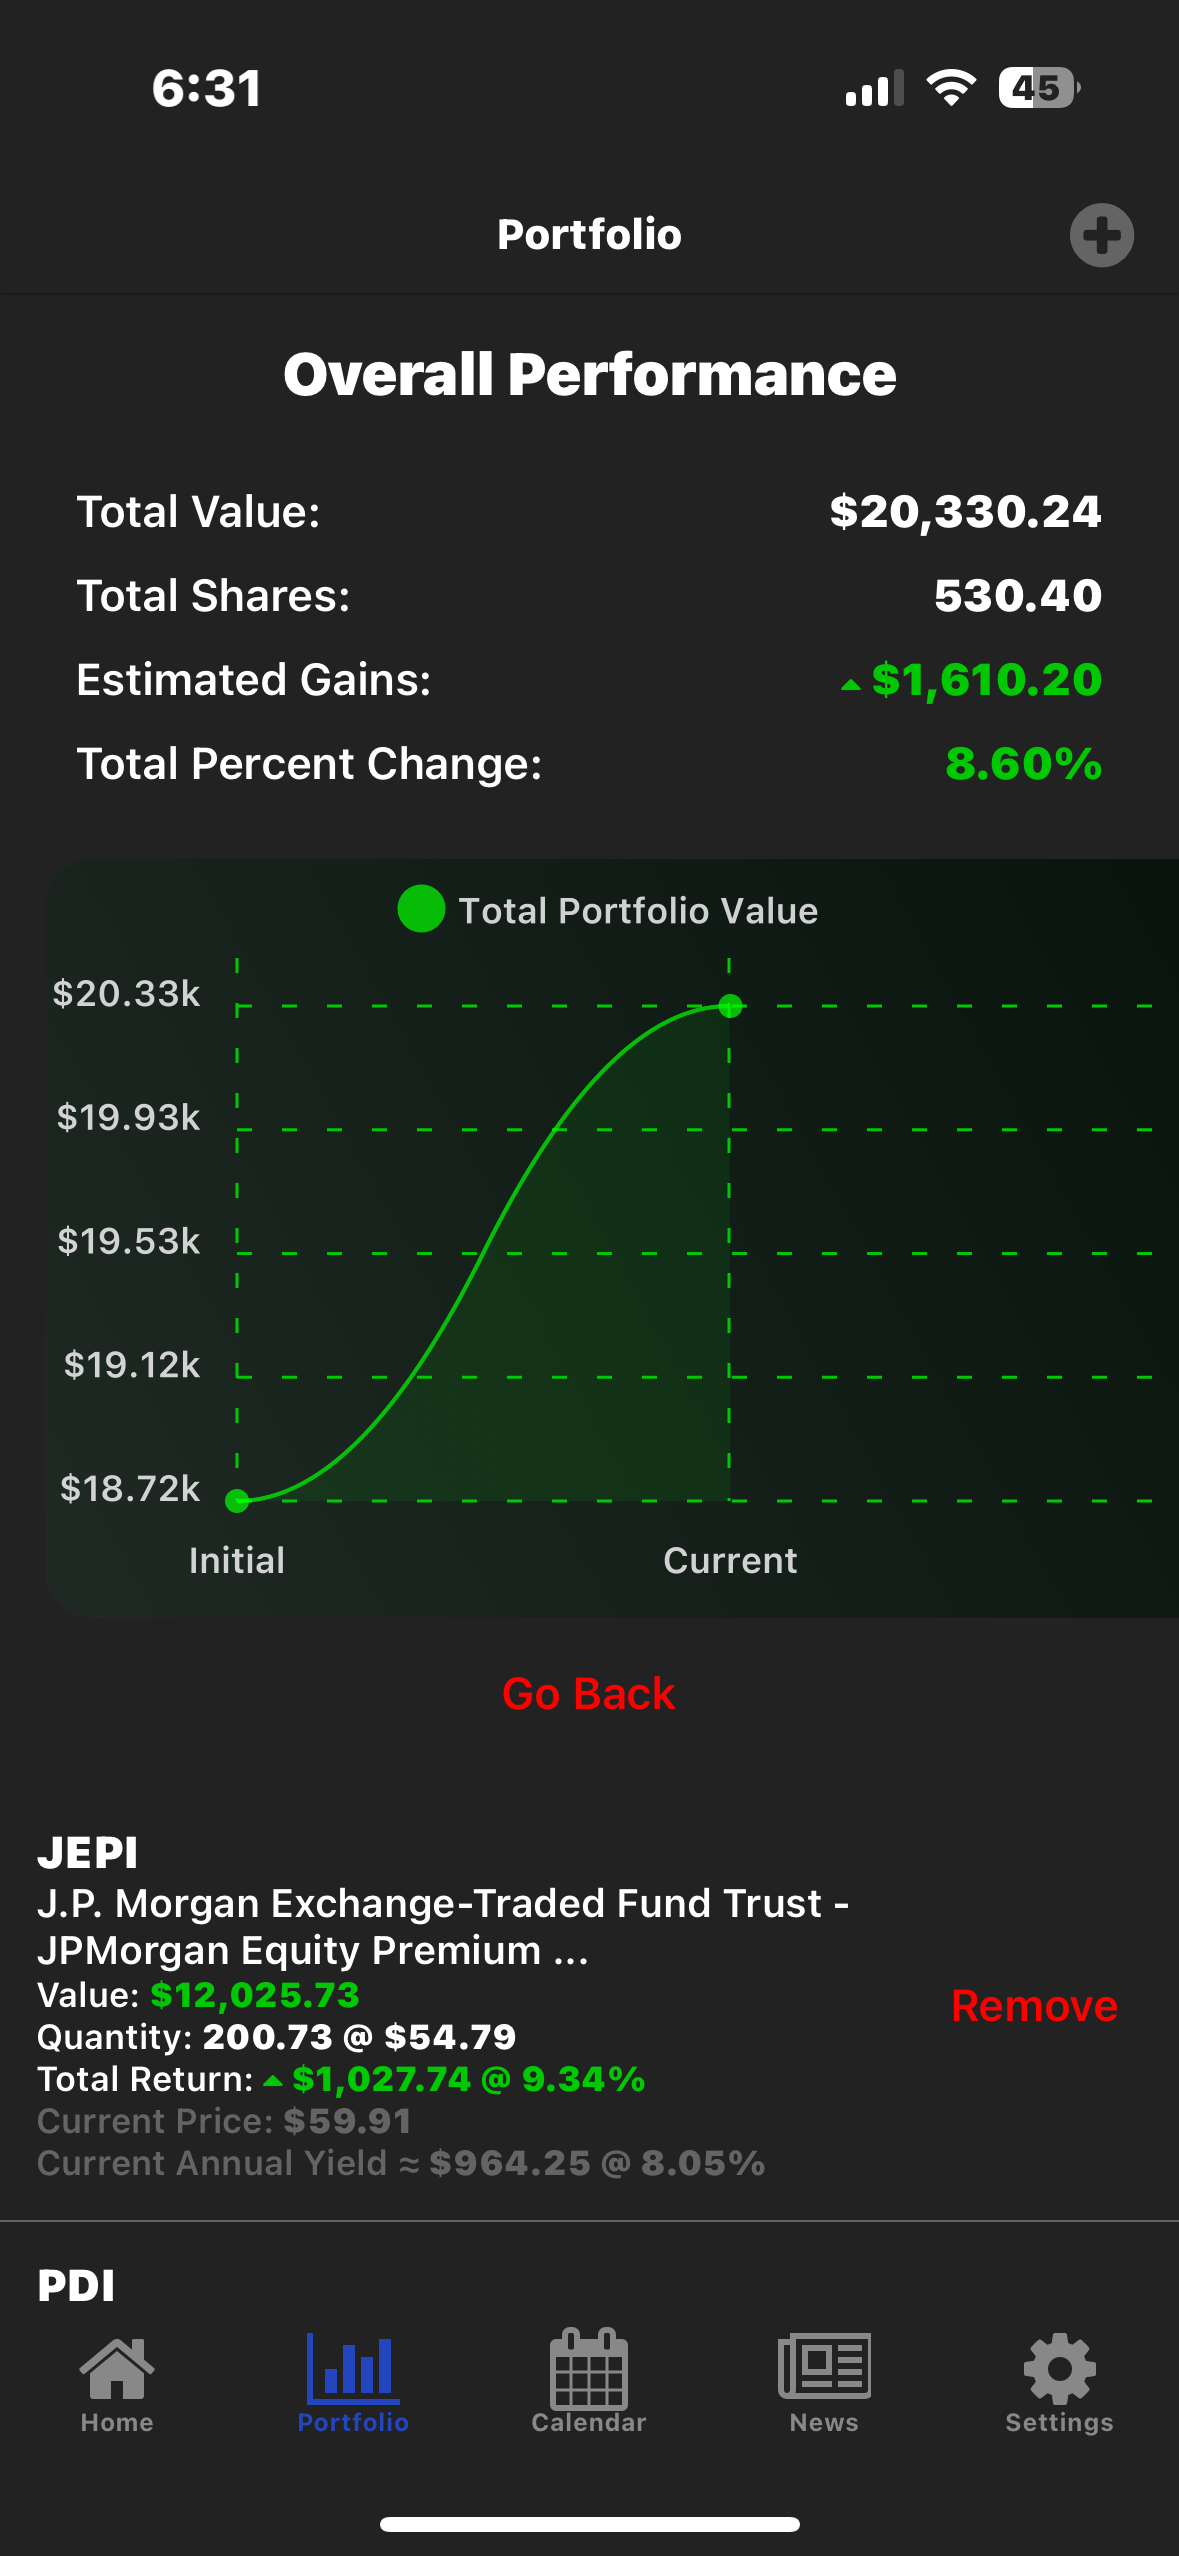 6:31
45
Portfolio
Overall Performance
Total Value: $20,330.24
Total Shares: 530.40
Estimated Gains: $1,610.20
Total Percent Change: 8.60%
Total Portfolio Value
$20.33k
$19.93k
$19.53k
$19.12k
$18.72k
Initial Current
Go Back
JEPI
J.P. Morgan Exchange-Traded Fund Trust -
JPMorgan Equity Premium ...
Value: $12,025.73
Remove
Quantity: 200.73 @ $54.79
Total Return: $1,027.74 @ 9.34%
Current Price: $59.91
Current Annual Yield ≈ $964.25 @ 8.05%
PDI
Home Portfolio Calendar News Settings